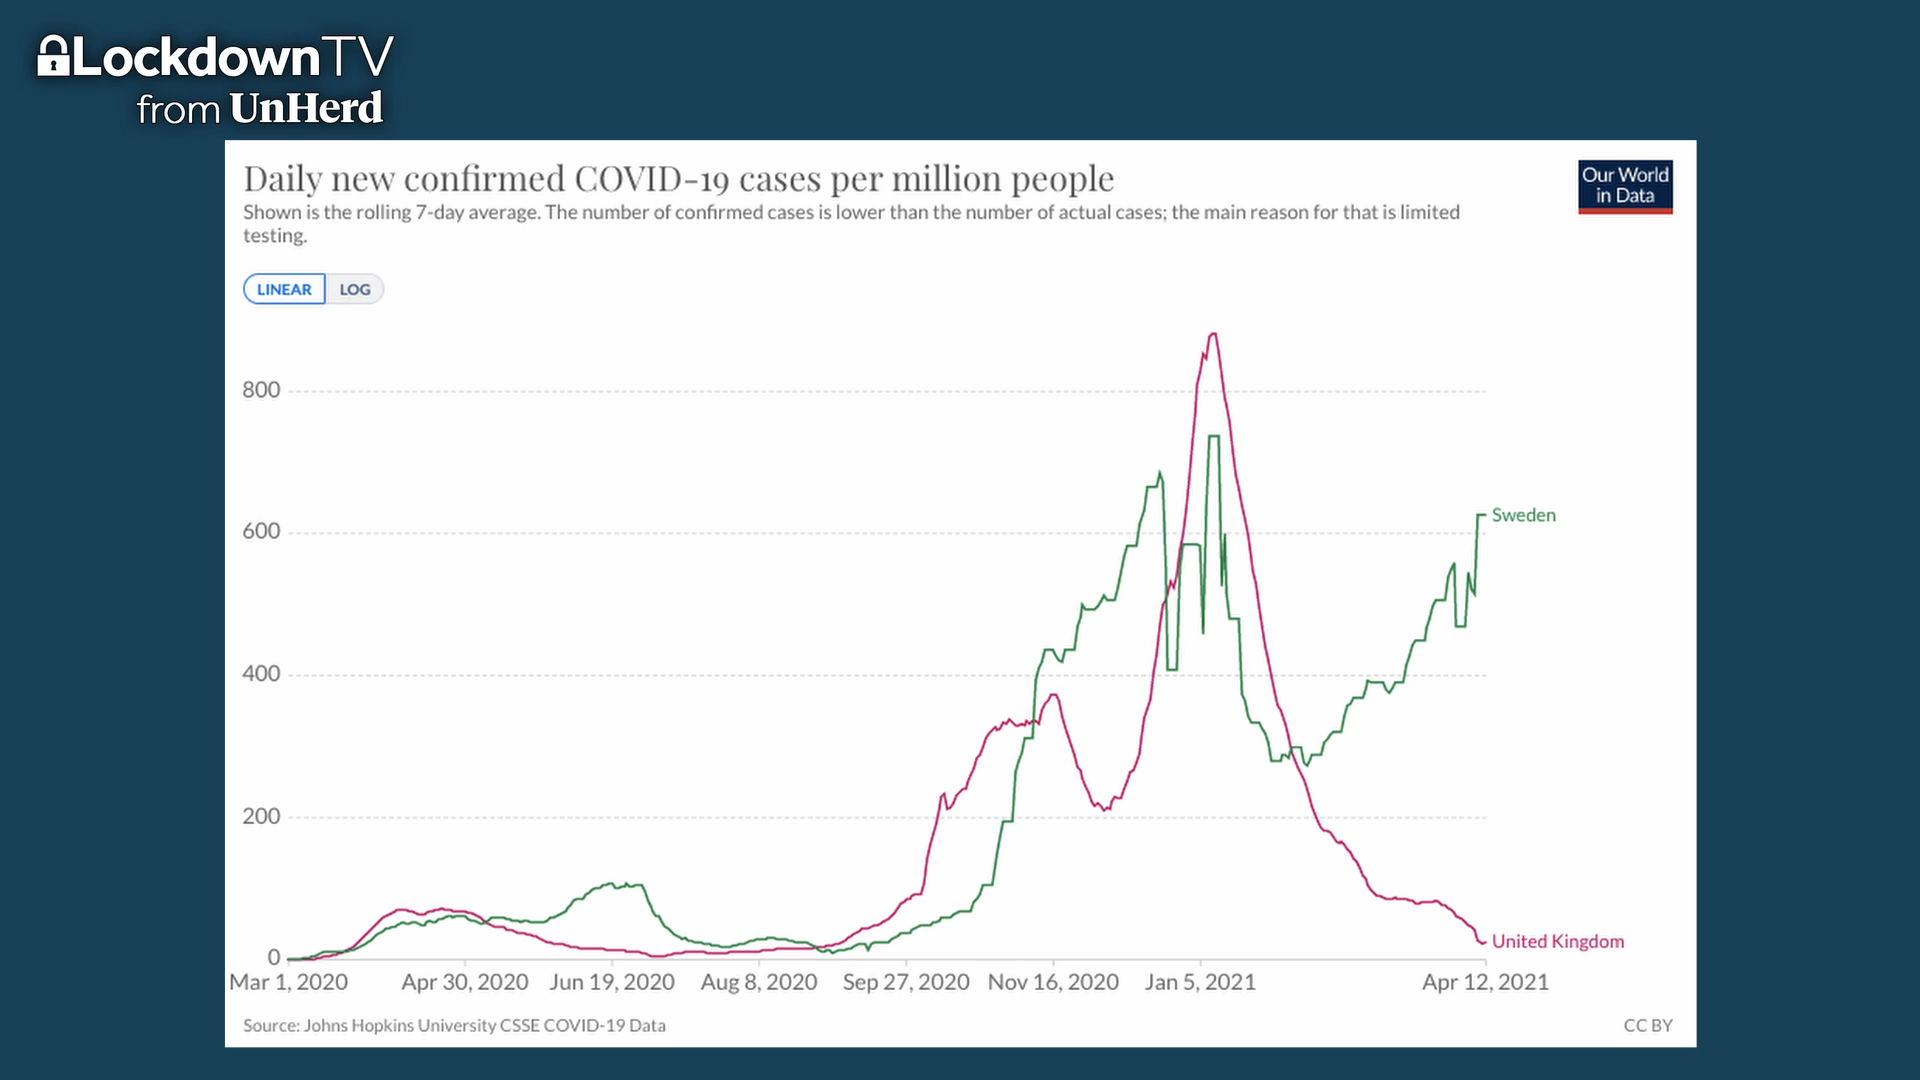 LockdownTV
from UnHerd
Daily new confirmed COVID-19 cases per million people
Shown is the rolling 7-day average. The number of confirmed cases is lower than the number of actual cases; the main reason for that is limited
testing.
Our World
in Data
LINEAR LOG
800
600
400
200
0
Sweden
United Kingdom
Mar 1, 2020 Apr 30, 2020 Jun 19, 2020 Aug 8, 2020 Sep 27, 2020 Nov 16, 2020 Jan 5, 2021 Apr 12, 2021
Source: Johns Hopkins University CSSE COVID-19 Data
CC BY